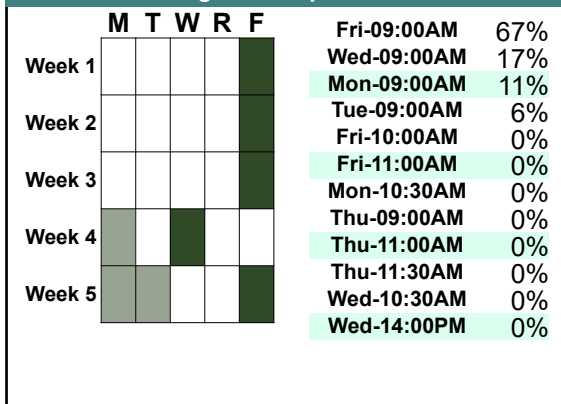 M T W R F
Week 1
Week 2
Week 3
Week 4
Week 5
Fri-09:00AM 67%
Wed-09:00AM 17%
Mon-09:00AM 11%
Tue-09:00AM 6%
Fri-10:00AM 0%
Fri-11:00AM 0%
Mon-10:30AM 0%
Thu-09:00AM 0%
Thu-11:00AM 0%
Thu-11:30AM 0%
Wed-10:30AM 0%
Wed-14:00PM 0%